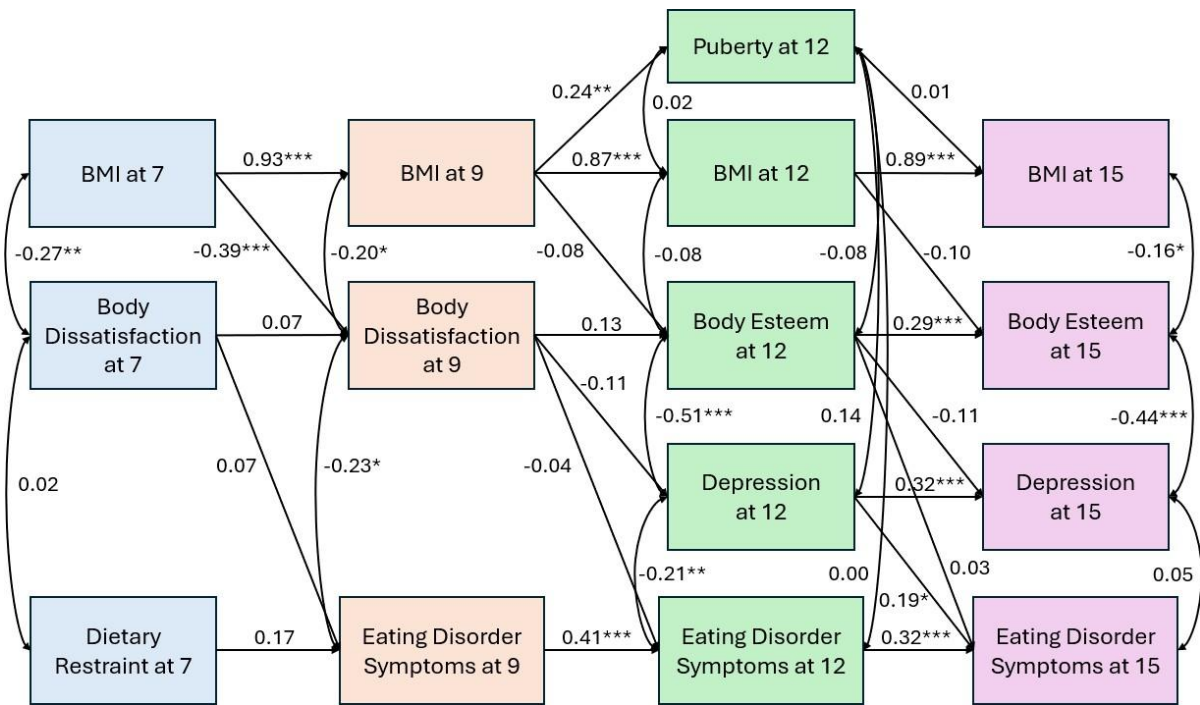 Puberty at 12
0.24**
0.02
0.01
BMI at 7
0.93***
BMI at 9
0.87***
BMI at 12
0.89***
BMI at 15
-0.27**
-0.39***
-0.20*
-0.08
-0.08
-0.08
-0.10
-0.16*
Body
Dissatisfaction
at 7
0.07
Body
Dissatisfaction
at 9
0.13
Body Esteem
at 12
0.29***
Body Esteem
at 15
-0.11
-0.51***
0.14
-0.11
-0.44***
0.02
0.07
-0.23*
-0.04
Depression
at 12
0.32***
Depression
at 15
-0.21**
0.00
0.03
0.05
0.19*
Dietary
Restraint at 7
0.17
Eating Disorder
Symptoms at 9
0.41***
Eating Disorder
Symptoms at 12
0.32***
Eating Disorder
Symptoms at 15